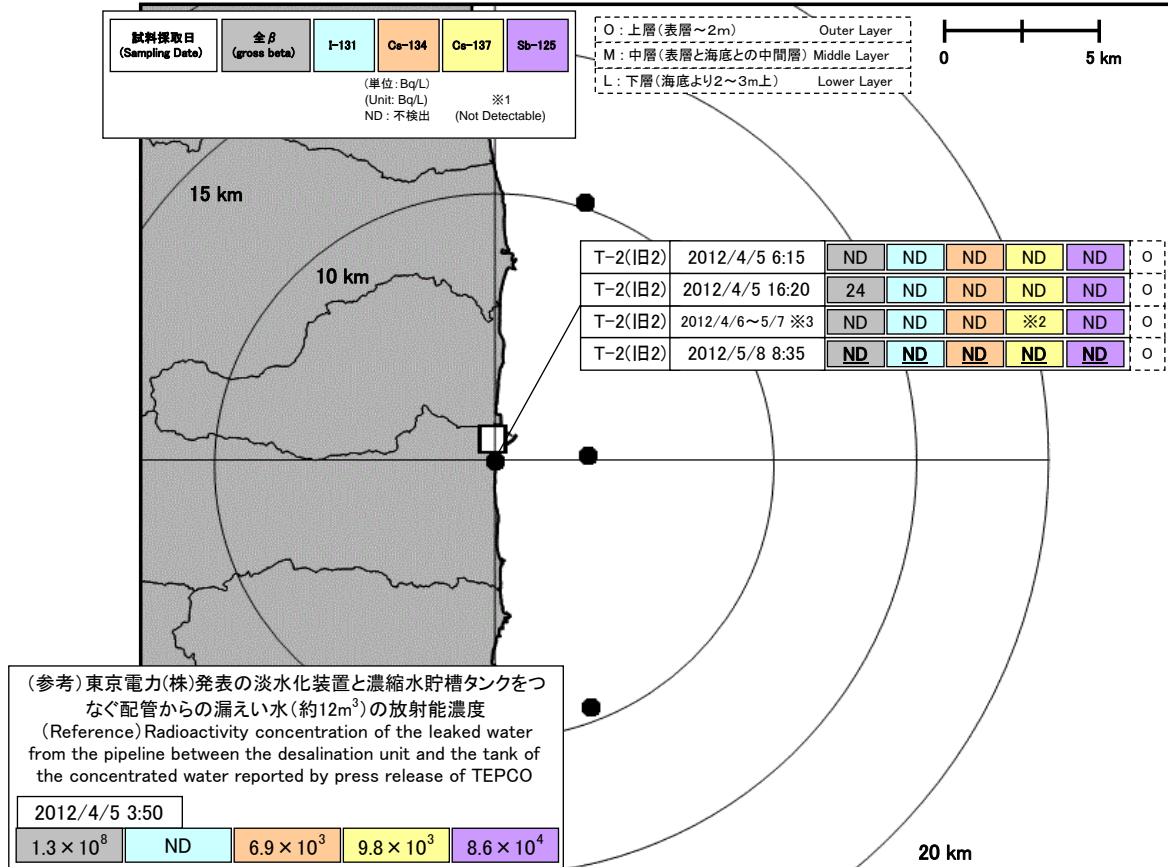 試料採取日
(Sampling Date)
全β
(gross beta)
I-131
Cs-134
Cs-137
Sb-125
(単位:Bq/L)
(Unit: Bq/L)
ND : 不検出
※1
(Not Detectable)
O : 上層(表層~2m) Outer Layer
M : 中層(表層と海底との中間層) Middle Layer
L : 下層(海底より2~3m上) Lower Layer
0 5 km
15 km
10 km
T-2(旧2) 2012/4/5 6:15 ND ND ND ND ND O
T-2(旧2) 2012/4/5 16:20 24 ND ND ND ND O
T-2(旧2) 2012/4/6~5/7 ※3 ND ND ND ※2 ND O
T-2(旧2) 2012/5/8 8:35 ND ND ND ND ND O
(参考)東京電力(株)発表の淡水化装置と濃縮水貯槽タンクをつ
なぐ配管からの漏えい水(約12m³)の放射能濃度
(Reference)Radioactivity concentration of the leaked water
from the pipeline between the desalination unit and the tank of
the concentrated water reported by press release of TEPCO
2012/4/5 3:50
1.3×10⁸ ND 6.9×10³ 9.8×10³ 8.6×10⁴
20 km